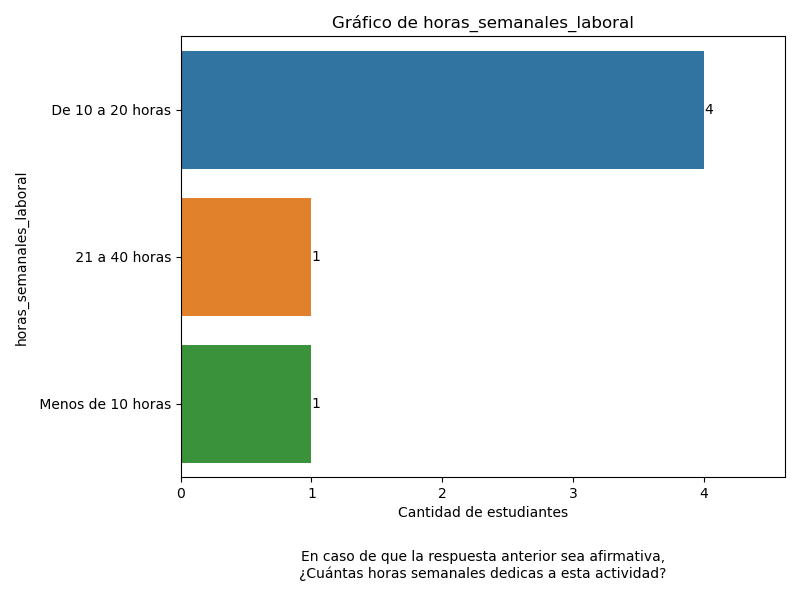 Gráfico de horas_semanales_laboral
horas_semanales_laboral
De 10 a 20 horas
4
21 a 40 horas
1
Menos de 10 horas
1
0 1 2 3 4
Cantidad de estudiantes
En caso de que la respuesta anterior sea afirmativa,
¿Cuántas horas semanales dedicas a esta actividad?